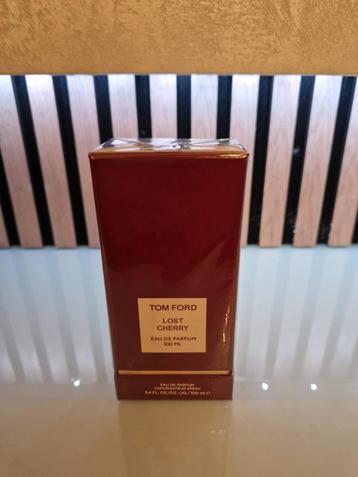 TOM FORD
LOST
CHERRY
EAU DE PARFUM
100 ML
EAU DE PARFUM
VAPORISATEUR SPRAY
3.4 FL. OZ./OZ. LIQ./100 ml ℮